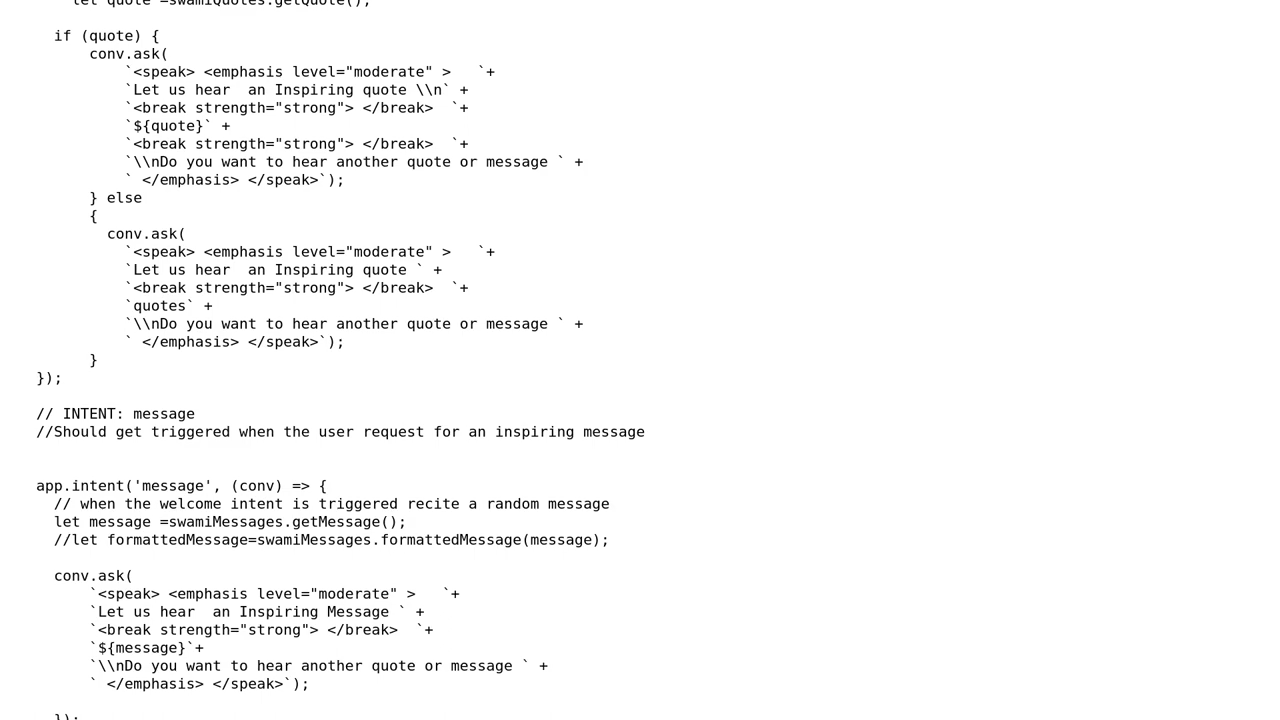 let quote =swamiQuotes.getQuote();
if (quote) {
conv.ask(
`<speak> <emphasis level="moderate" >   `+
`Let us hear  an Inspiring quote \\n` +
`<break strength="strong"> </break>  `+
`${quote}` +
`<break strength="strong"> </break>  `+
`\\nDo you want to hear another quote or message ` +
` </emphasis> </speak>`);
} else
{
conv.ask(
`<speak> <emphasis level="moderate" >   `+
`Let us hear  an Inspiring quote ` +
`<break strength="strong"> </break>  `+
`quotes` +
`\\nDo you want to hear another quote or message ` +
` </emphasis> </speak>`);
}
});
// INTENT: message
//Should get triggered when the user request for an inspiring message
app.intent('message', (conv) => {
// when the welcome intent is triggered recite a random message
let message =swamiMessages.getMessage();
//let formattedMessage=swamiMessages.formattedMessage(message);
conv.ask(
`<speak> <emphasis level="moderate" >   `+
`Let us hear  an Inspiring Message ` +
`<break strength="strong"> </break>  `+
`${message}`+
`\\nDo you want to hear another quote or message ` +
` </emphasis> </speak>`);
});